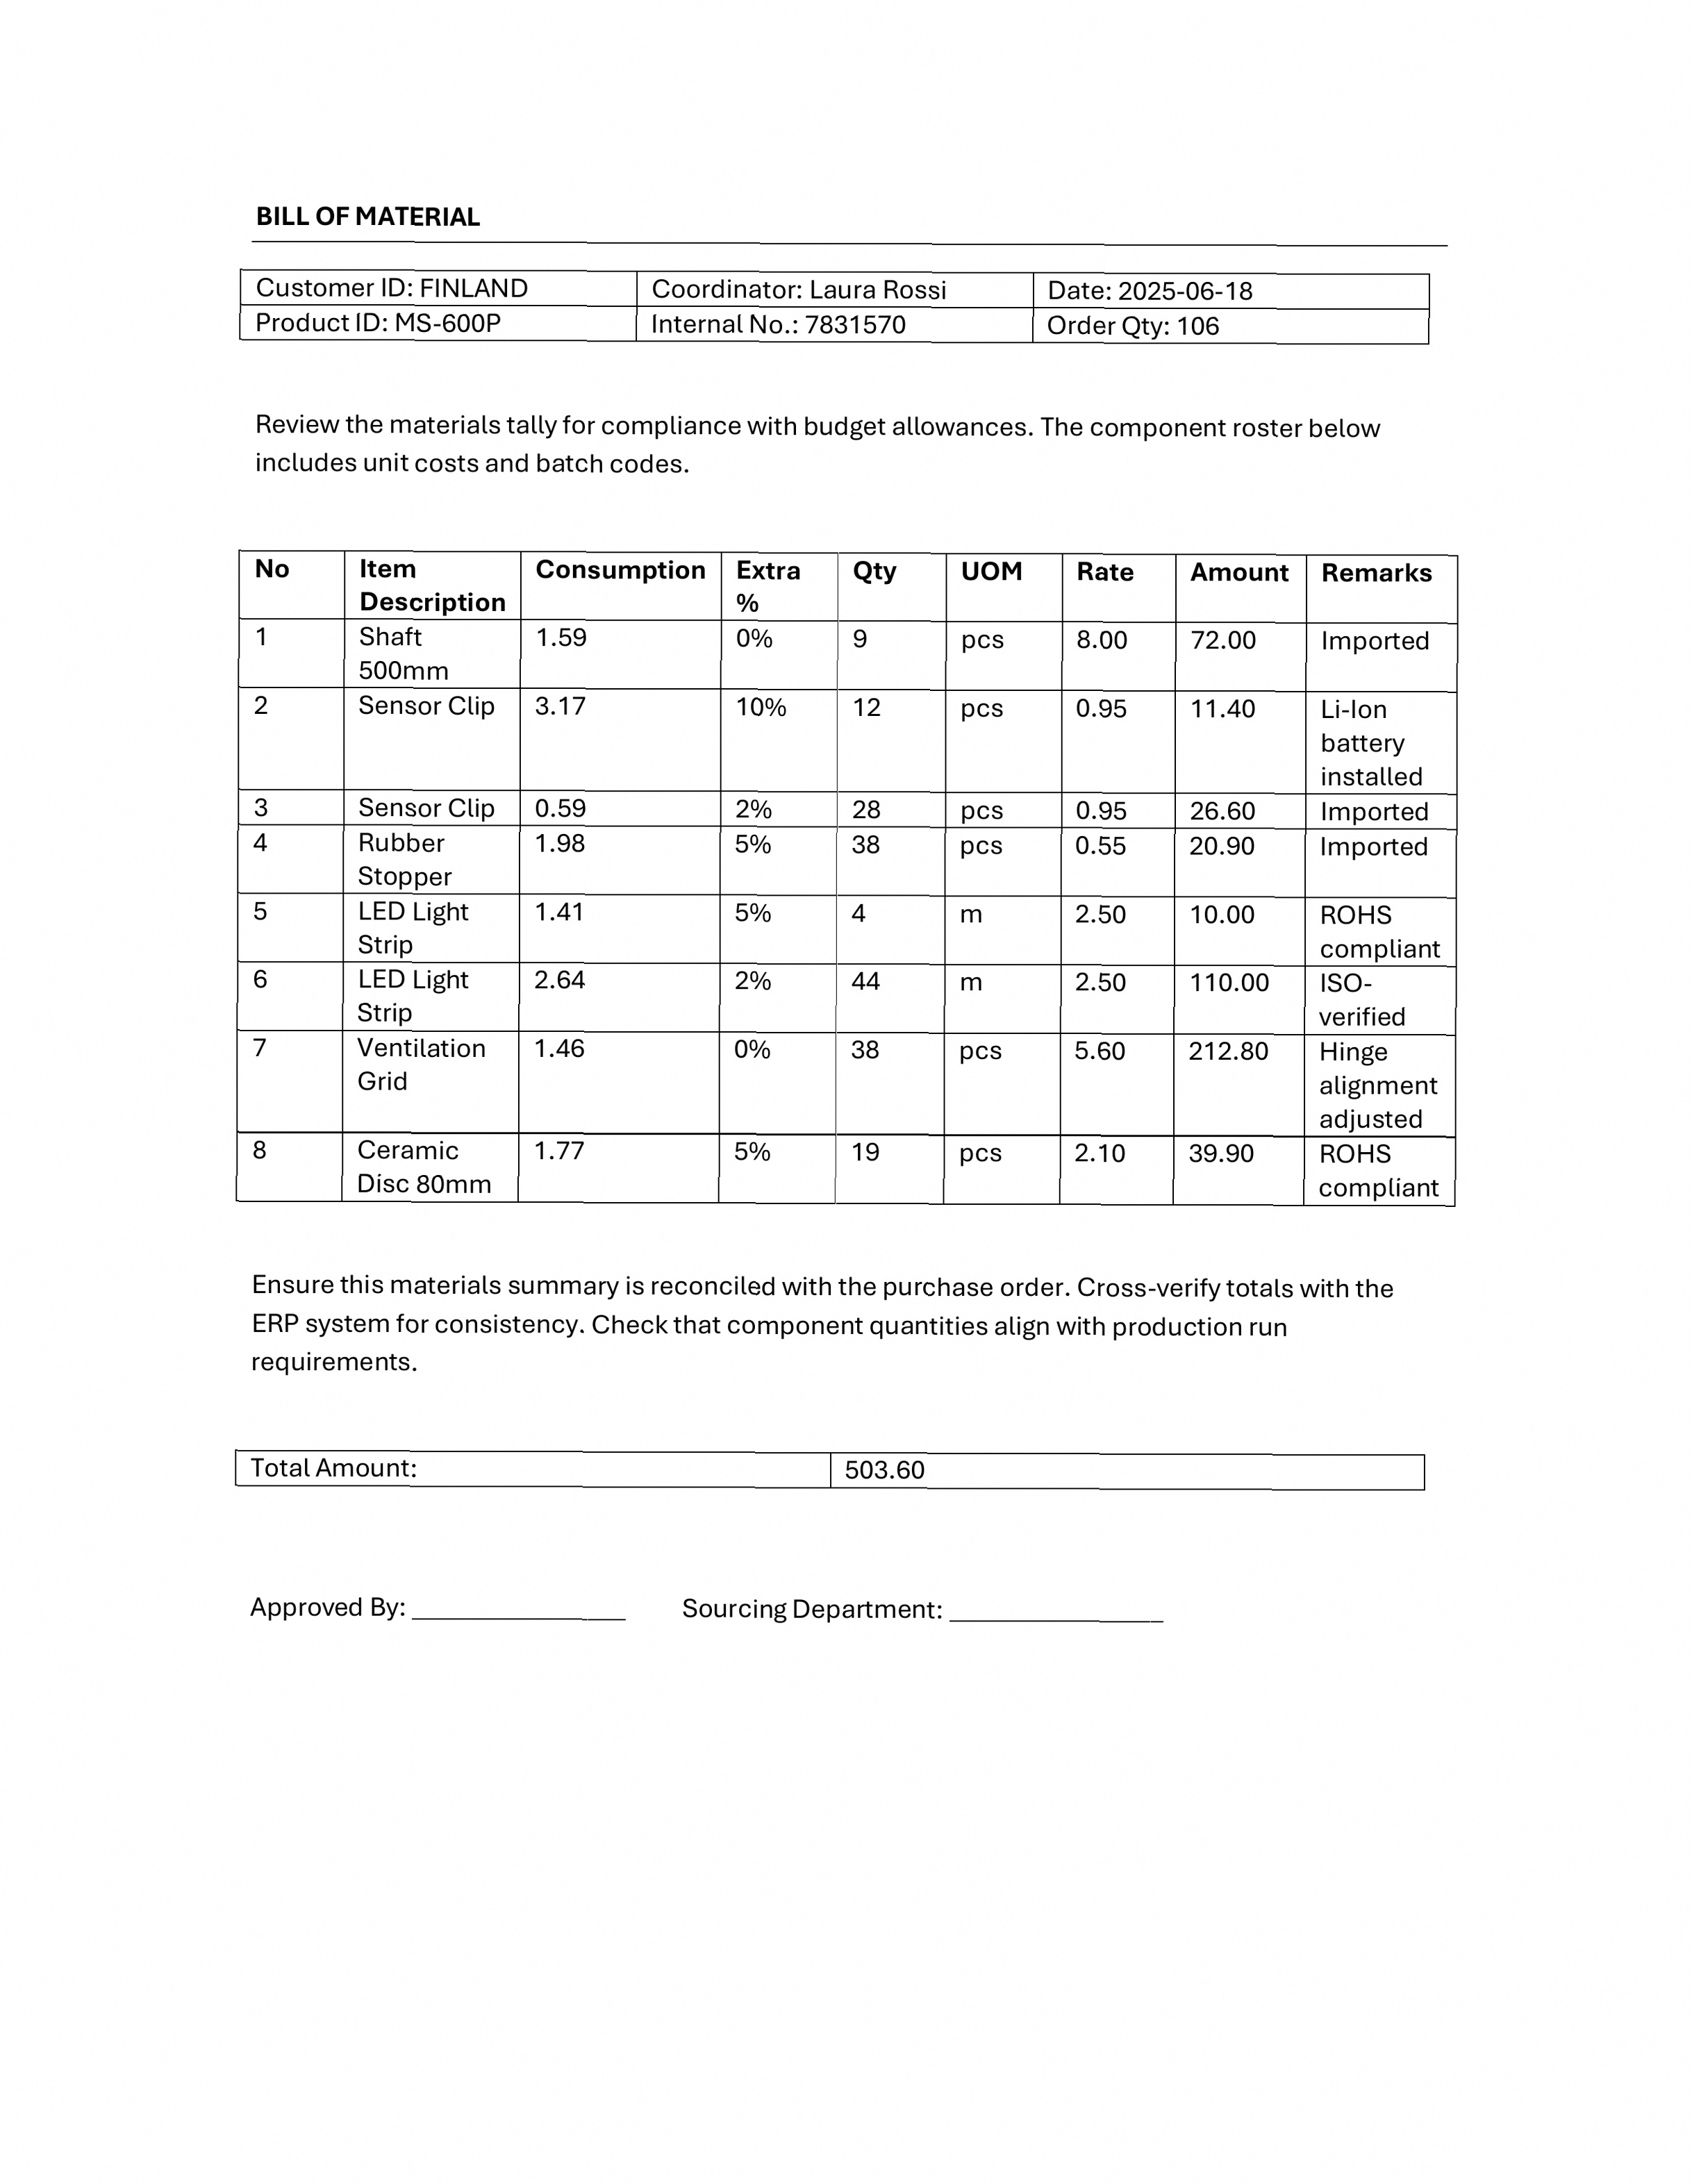 BILL OF MATERIAL
Customer ID: FINLAND Coordinator: Laura Rossi Date: 2025-06-18
Product ID: MS-600P Internal No.: 7831570 Order Qty: 106
Review the materials tally for compliance with budget allowances. The component roster below
includes unit costs and batch codes.
No Item Description Consumption Extra % Qty UOM Rate Amount Remarks
1 Shaft 500mm 1.59 0% 9 pcs 8.00 72.00 Imported
2 Sensor Clip 3.17 10% 12 pcs 0.95 11.40 Li-Ion battery installed
3 Sensor Clip 0.59 2% 28 pcs 0.95 26.60 Imported
4 Rubber Stopper 1.98 5% 38 pcs 0.55 20.90 Imported
5 LED Light Strip 1.41 5% 4 m 2.50 10.00 ROHS compliant
6 LED Light Strip 2.64 2% 44 m 2.50 110.00 ISO-verified
7 Ventilation Grid 1.46 0% 38 pcs 5.60 212.80 Hinge alignment adjusted
8 Ceramic Disc 80mm 1.77 5% 19 pcs 2.10 39.90 ROHS compliant
Ensure this materials summary is reconciled with the purchase order. Cross-verify totals with the
ERP system for consistency. Check that component quantities align with production run
requirements.
Total Amount: 503.60
Approved By: ________________ Sourcing Department: ________________